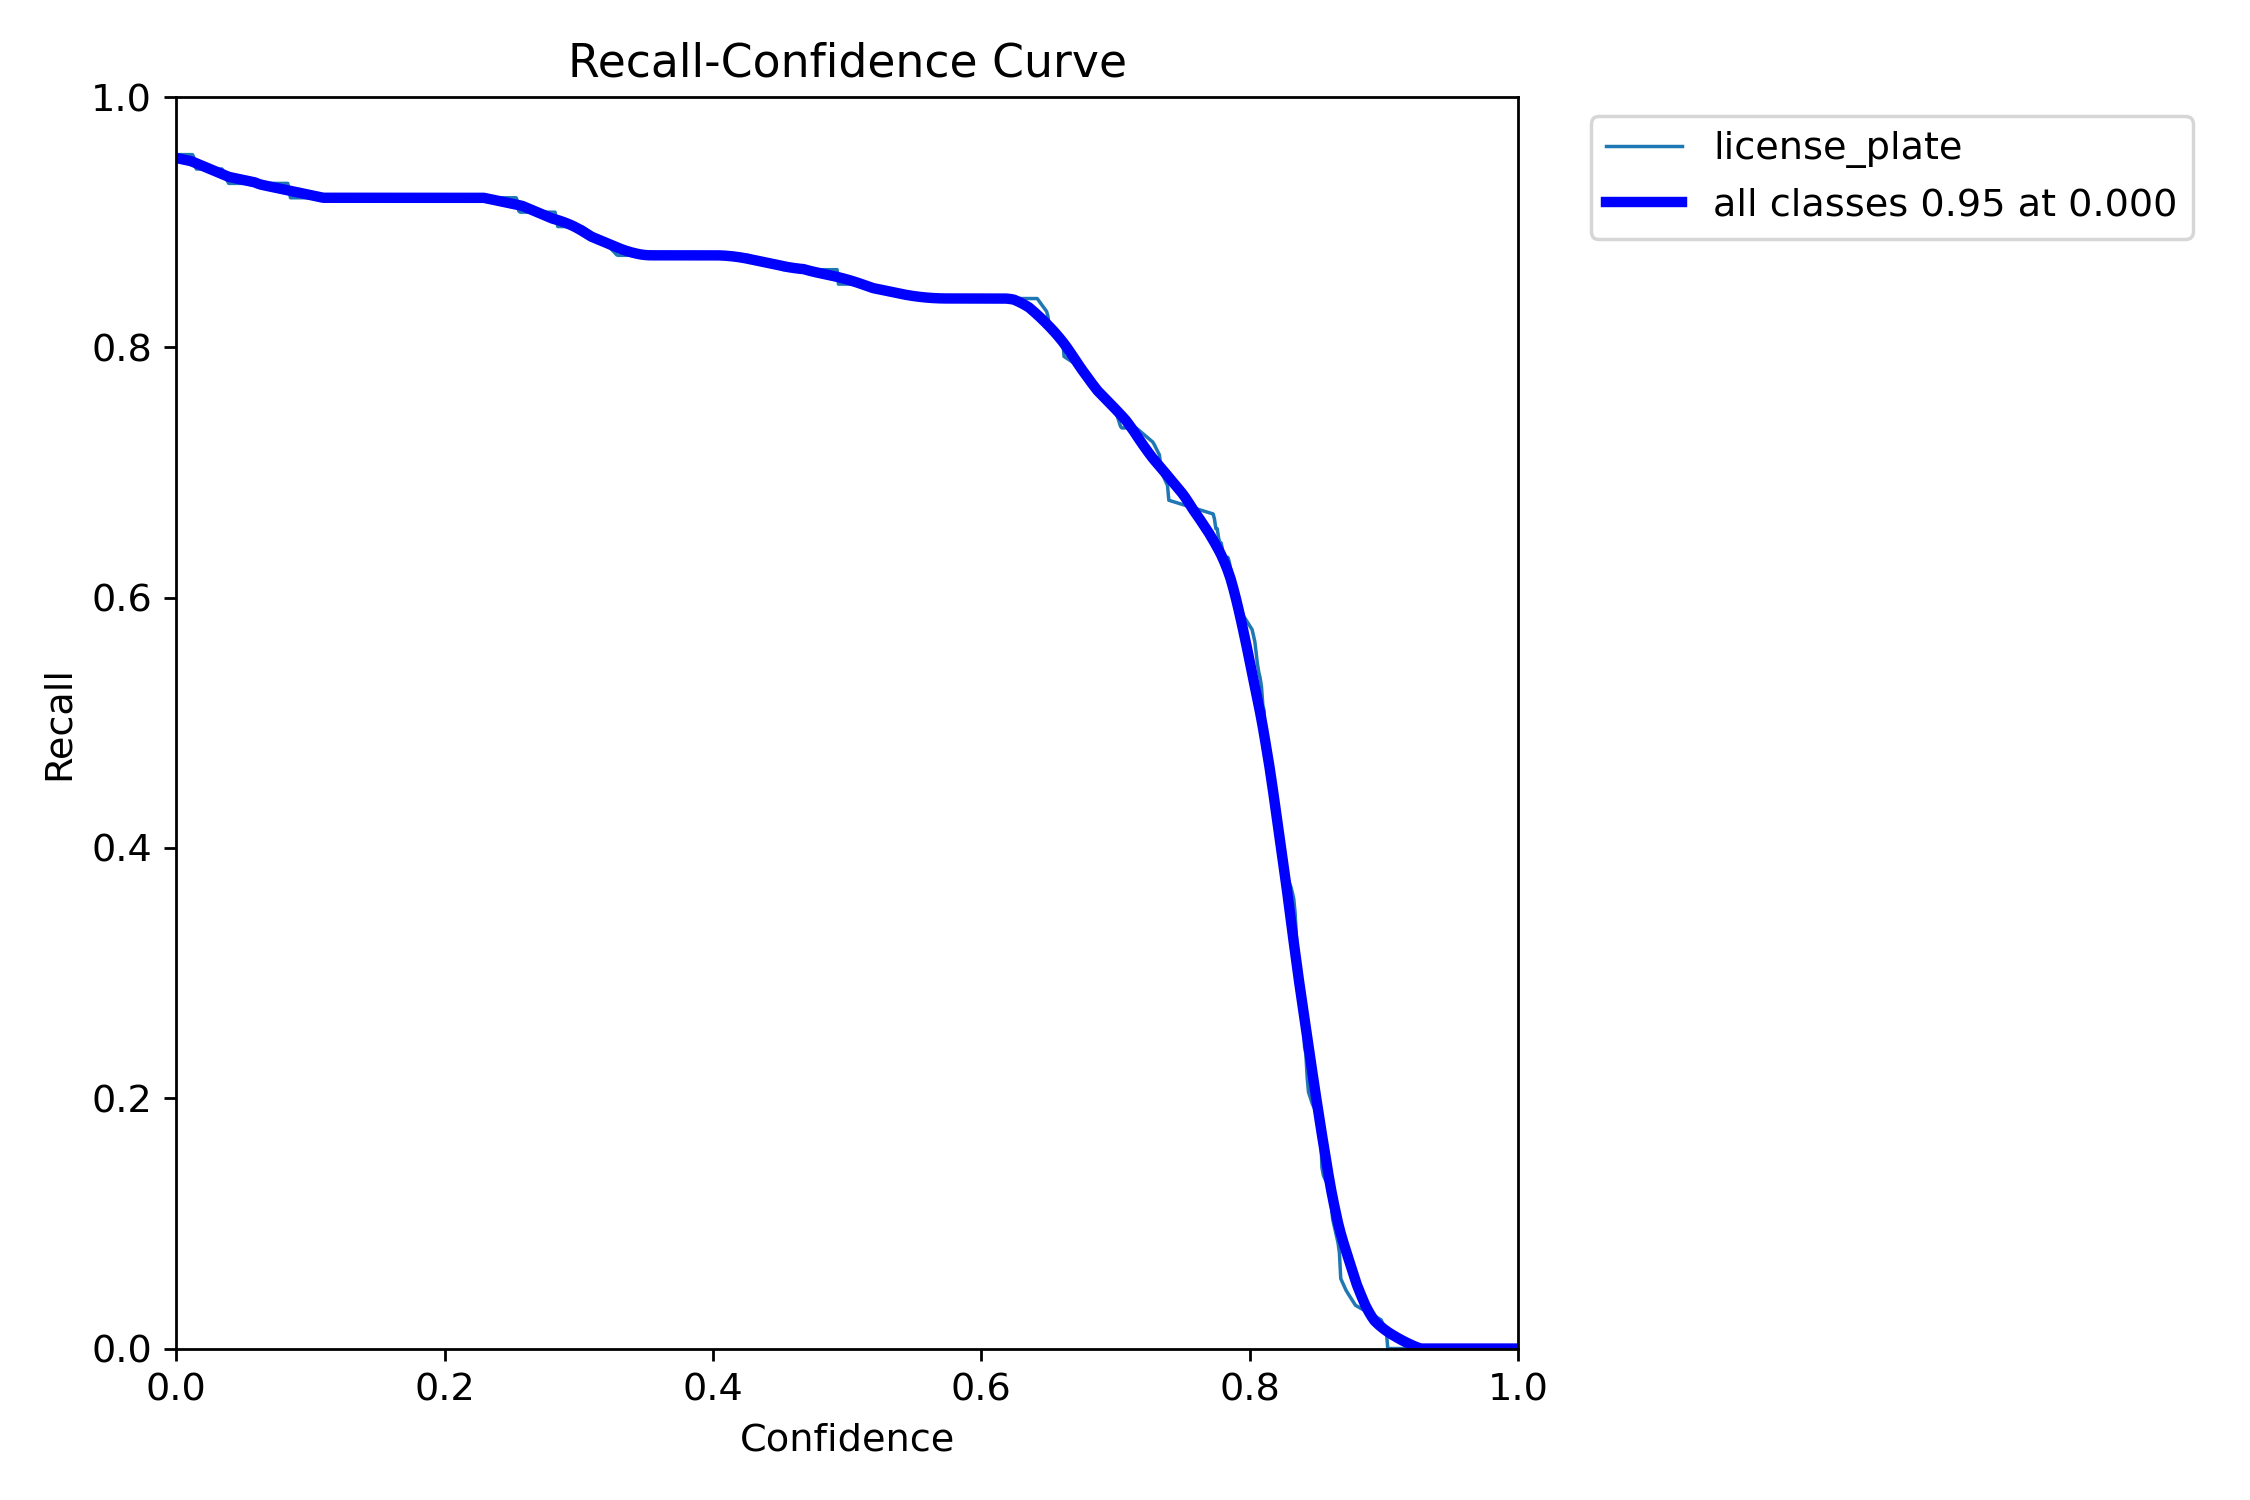 Recall-Confidence Curve
1.0
0.8
0.6
0.4
0.2
0.0
Recall
0.0 0.2 0.4 0.6 0.8 1.0
Confidence
license_plate
all classes 0.95 at 0.000